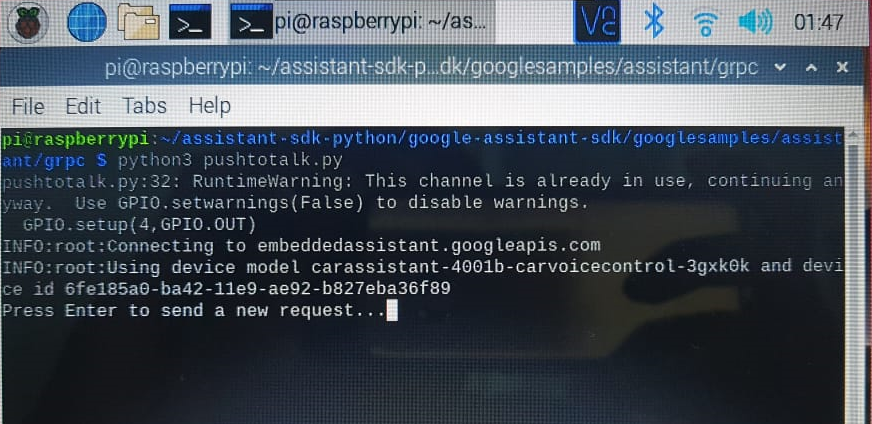 pi@raspberrypi: ~/as...
01:47
pi@raspberrypi: ~/assistant-sdk-p...dk/googlesamples/assistant/grpc
File Edit Tabs Help
pi@raspberrypi:~/assistant-sdk-python/google-assistant-sdk/googlesamples/assist
ant/grpc $ python3 pushtotalk.py
pushtotalk.py:32: RuntimeWarning: This channel is already in use, continuing an
yway.  Use GPIO.setwarnings(False) to disable warnings.
  GPIO.setup(4,GPIO.OUT)
INFO:root:Connecting to embeddedassistant.googleapis.com
INFO:root:Using device model carassistant-4001b-carvoicecontrol-3gxk0k and devi
ce id 6fe185a0-ba42-11e9-ae92-b827eba36f89
Press Enter to send a new request...